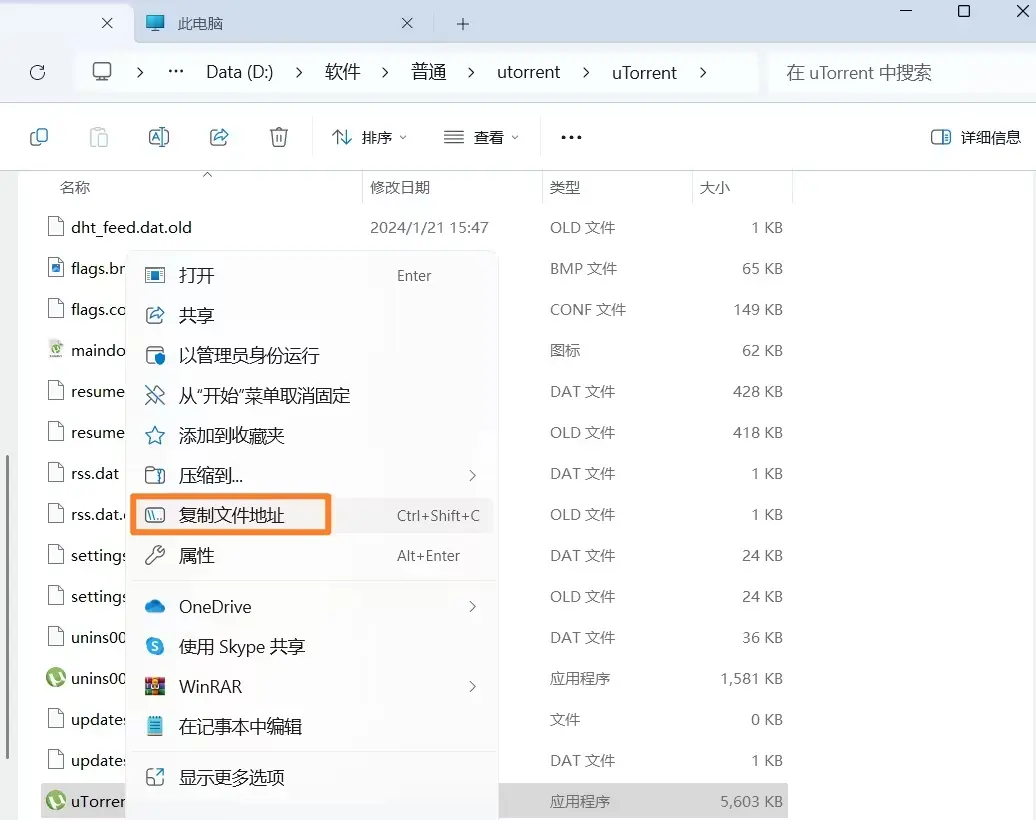 此电脑
Data (D:) 软件 普通 utorrent uTorrent 在 uTorrent 中搜索
排序 查看 详细信息
名称 修改日期 类型 大小
dht_feed.dat.old 2024/1/21 15:47 OLD 文件 1 KB
flags.br BMP 文件 65 KB
打开 Enter
flags.co CONF 文件 149 KB
共享
maindo 图标 62 KB
以管理员身份运行
resume DAT 文件 428 KB
从“开始”菜单取消固定
resume OLD 文件 418 KB
添加到收藏夹
rss.dat DAT 文件 1 KB
压缩到...
rss.dat. OLD 文件 1 KB
复制文件地址 Ctrl+Shift+C
settings DAT 文件 24 KB
属性 Alt+Enter
settings OLD 文件 24 KB
OneDrive
unins00 DAT 文件 36 KB
使用 Skype 共享
unins00 应用程序 1,581 KB
WinRAR
updates 文件 0 KB
在记事本中编辑
updates DAT 文件 1 KB
显示更多选项
uTorrer 应用程序 5,603 KB